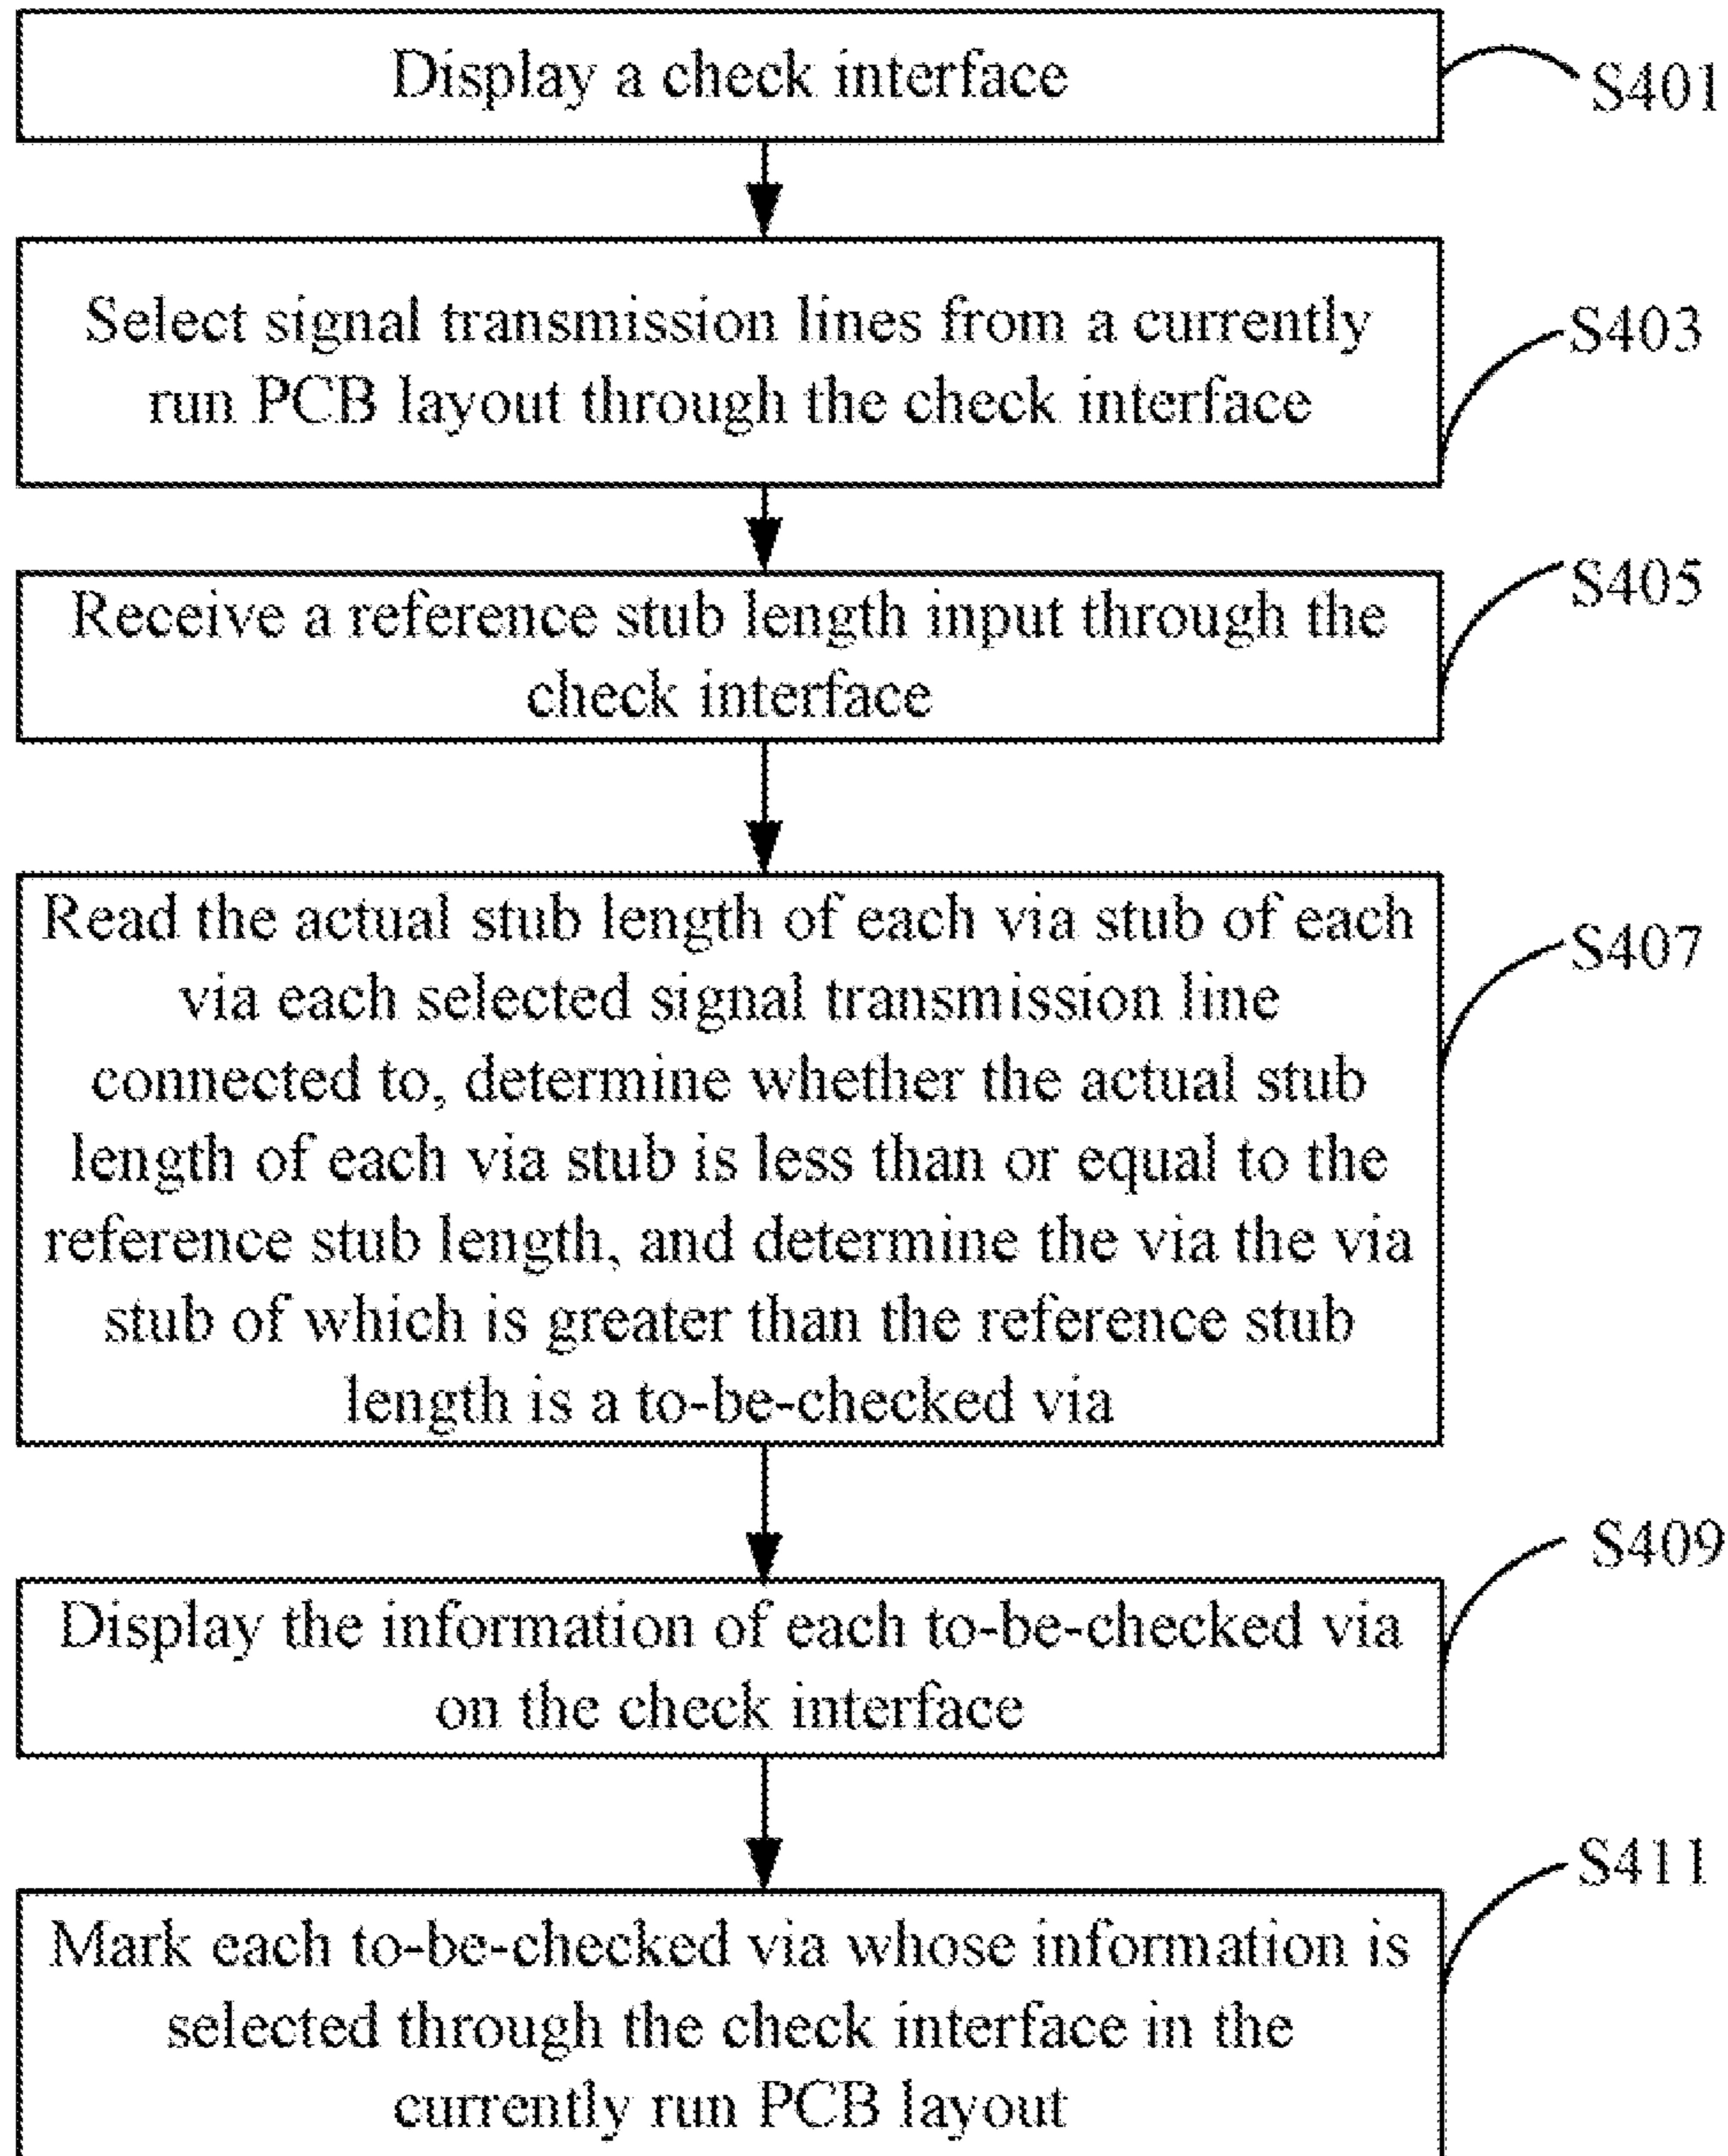 Display a check interface
S401
Select signal transmission lines from a currently
run PCB layout through the check interface
S403
Receive a reference stub length input through the
check interface
S405
Read the actual stub length of each via stub of each
via each selected signal transmission line
connected to, determine whether the actual stub
length of each via stub is less than or equal to the
reference stub length, and determine the via the via
stub of which is greater than the reference stub
length is a to-be-checked via
S407
Display the information of each to-be-checked via
on the check interface
S409
Mark each to-be-checked via whose information is
selected through the check interface in the
currently run PCB layout
S411